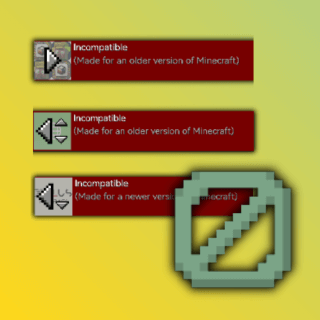 Incompatible
(Made for an older version of Minecraft)
Incompatible
(Made for an older version of Minecraft)
Incompatible
(Made for a newer